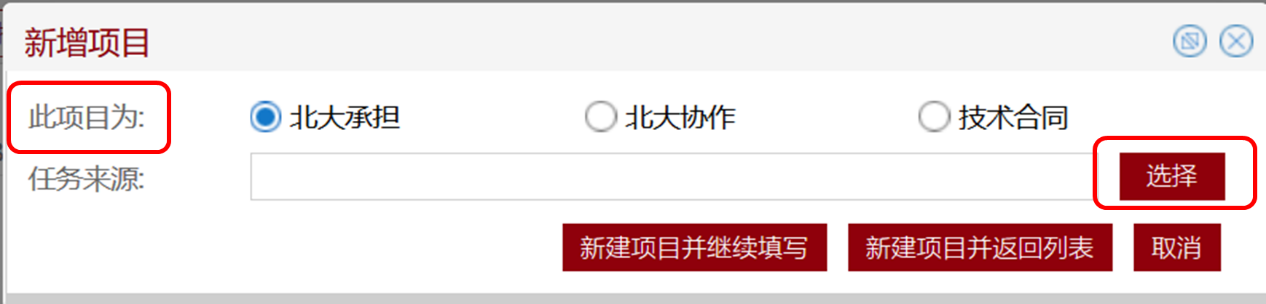 新增项目
此项目为: 北大承担 北大协作 技术合同
任务来源: 选择
新建项目并继续填写 新建项目并返回列表 取消